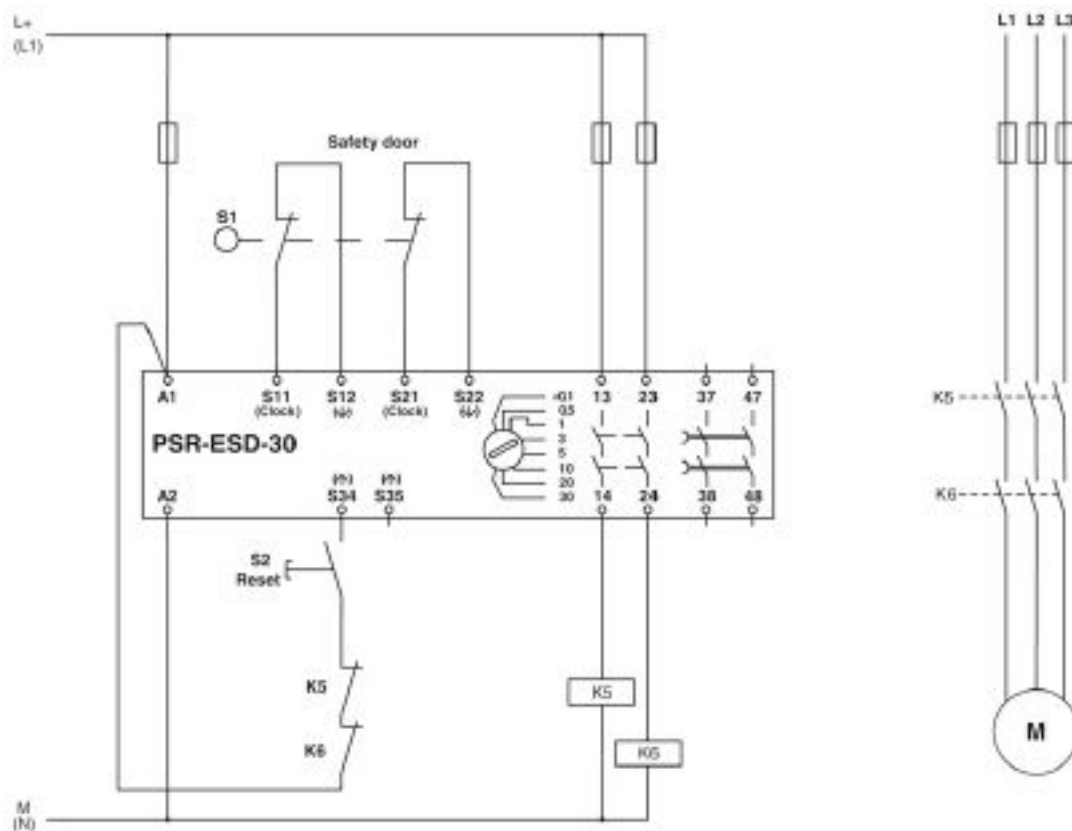 L+
(L1)
L1 L2 L3
Safety door
S1
A1 S11 S12 S21 S22 13 23 37 47
(Clock) (Clock)
0,5
1
3
5
10
20
30
PSR-ESD-30
A2 S34 S35 14 24 38 48
K5
K6
S2
Reset
K5
K6
K5
K6
M
M
(N)